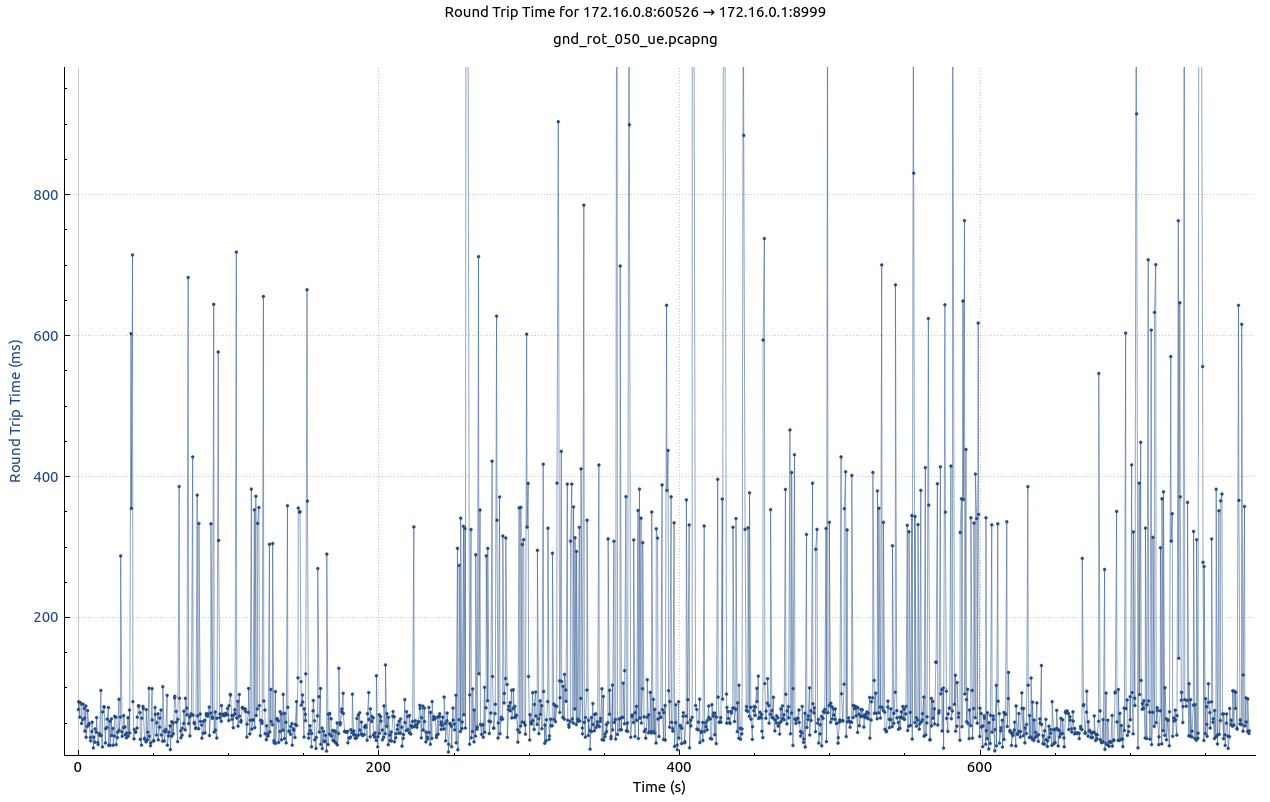 Round Trip Time for 172.16.0.8:60526 → 172.16.0.1:8999
gnd_rot_050_ue.pcapng
800
600
400
200
Round Trip Time (ms)
0
200
400
600
Time (s)